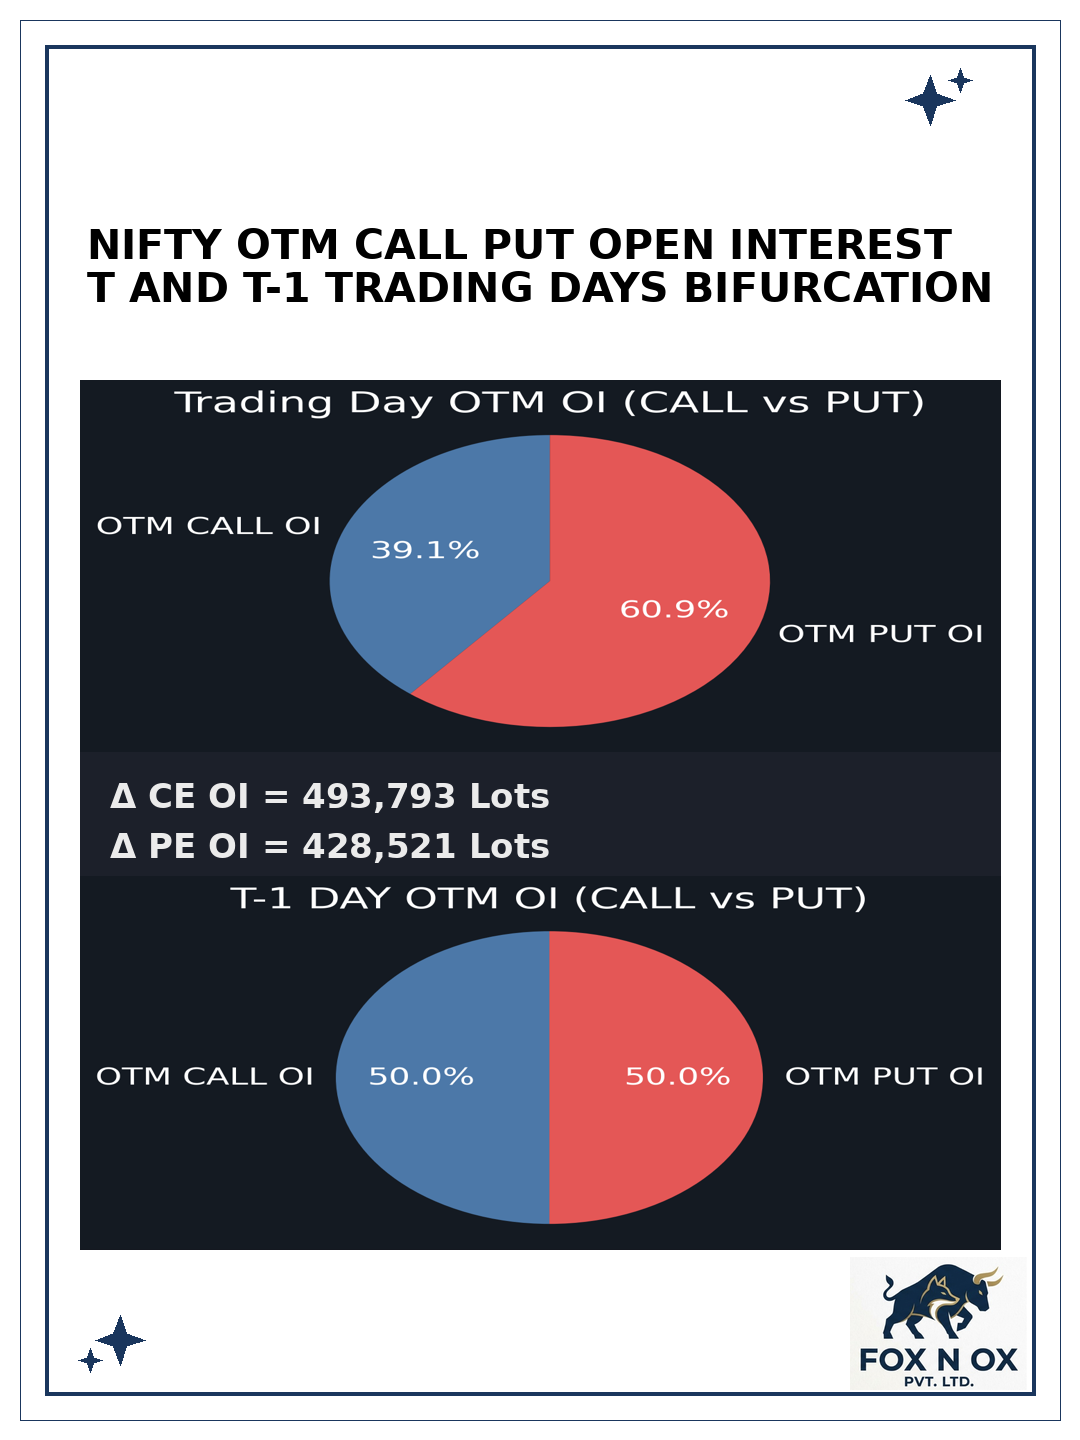 NIFTY OTM CALL PUT OPEN INTEREST
T AND T-1 TRADING DAYS BIFURCATION
Trading Day OTM OI (CALL vs PUT)
OTM CALL OI
39.1%
60.9%
OTM PUT OI
Δ CE OI = 493,793 Lots
Δ PE OI = 428,521 Lots
T-1 DAY OTM OI (CALL vs PUT)
OTM CALL OI
50.0%
50.0%
OTM PUT OI
FOX N OX
PVT. LTD.